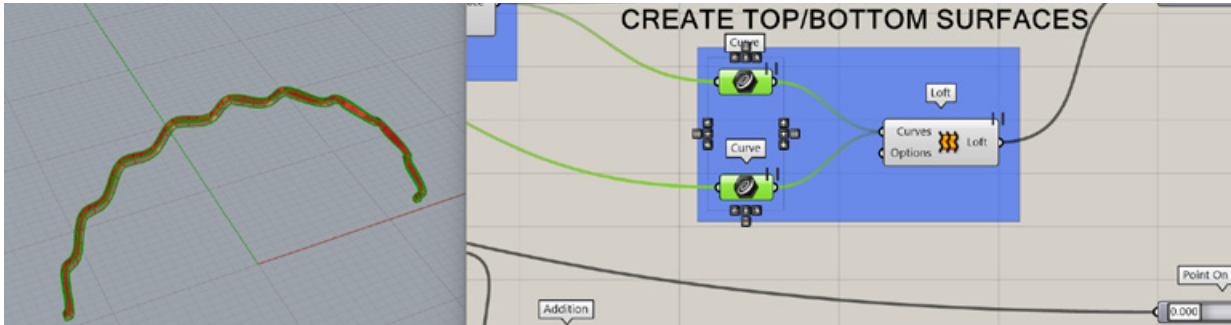 CREATE TOP/BOTTOM SURFACES
Curve
Loft
Curves
Options
Loft
Curve
Point On
Addition
0.000